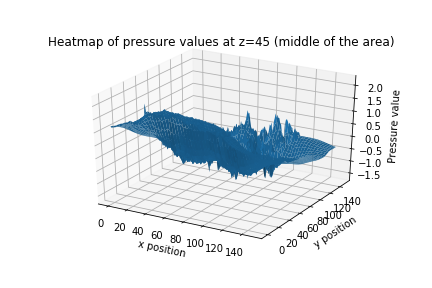 Heatmap of pressure values at z=45 (middle of the area)
2.0
1.5
1.0
0.5
0.0
-0.5
-1.0
-1.5
Pressure value
0 20 40 60 80 100 120 140
x position
0 20 40 60 80 100 120 140
y position